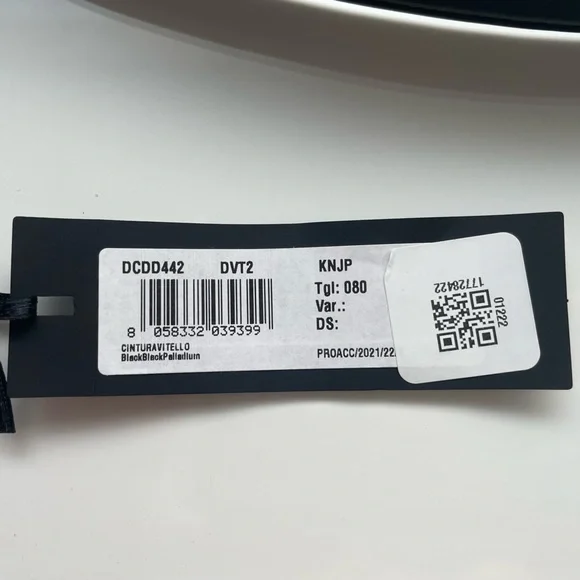 DCDD442 DVT2 KNJP
Tgl: 080
Var.:
DS:
8 058332 039399
CINTURAVITELLO
BlackBlackPalladium
PROACC/2021/22
01222
17728422